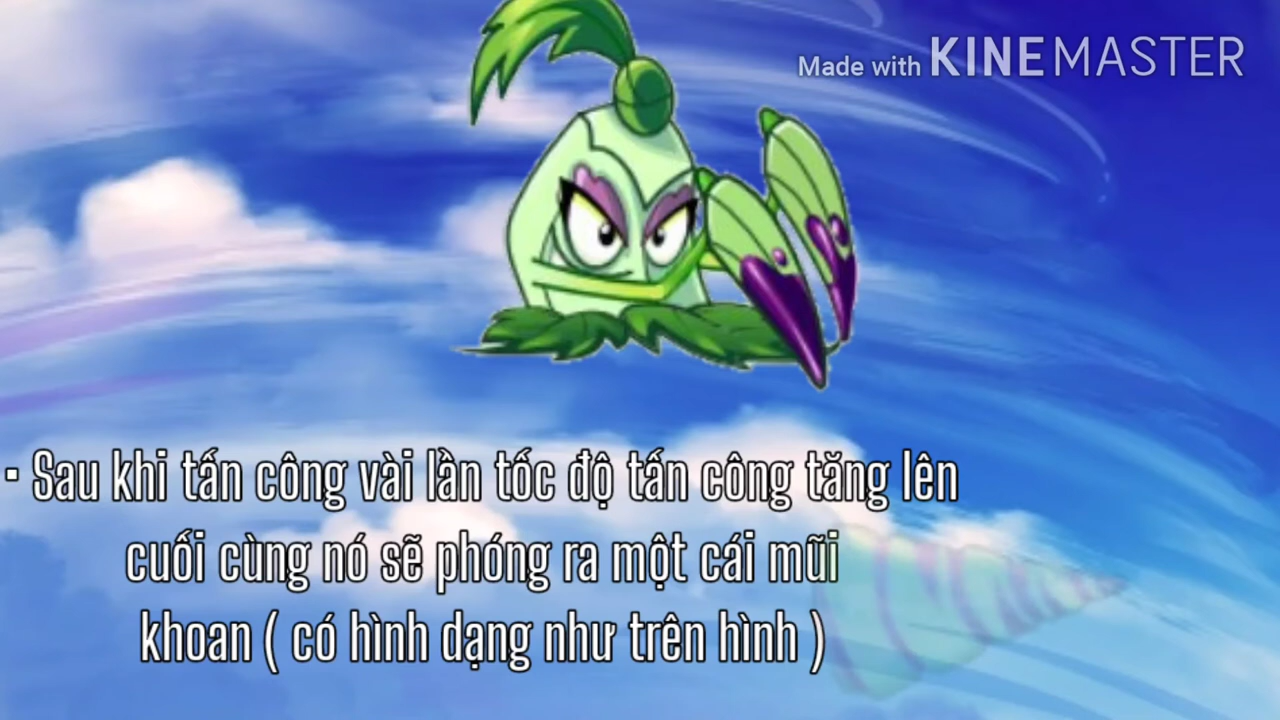 Made with KINEMASTER
• Sau khi tấn công vài lần tốc độ tấn công tăng lên
cuối cùng nó sẽ phóng ra một cái mũi
khoan ( có hình dạng như trên hình )